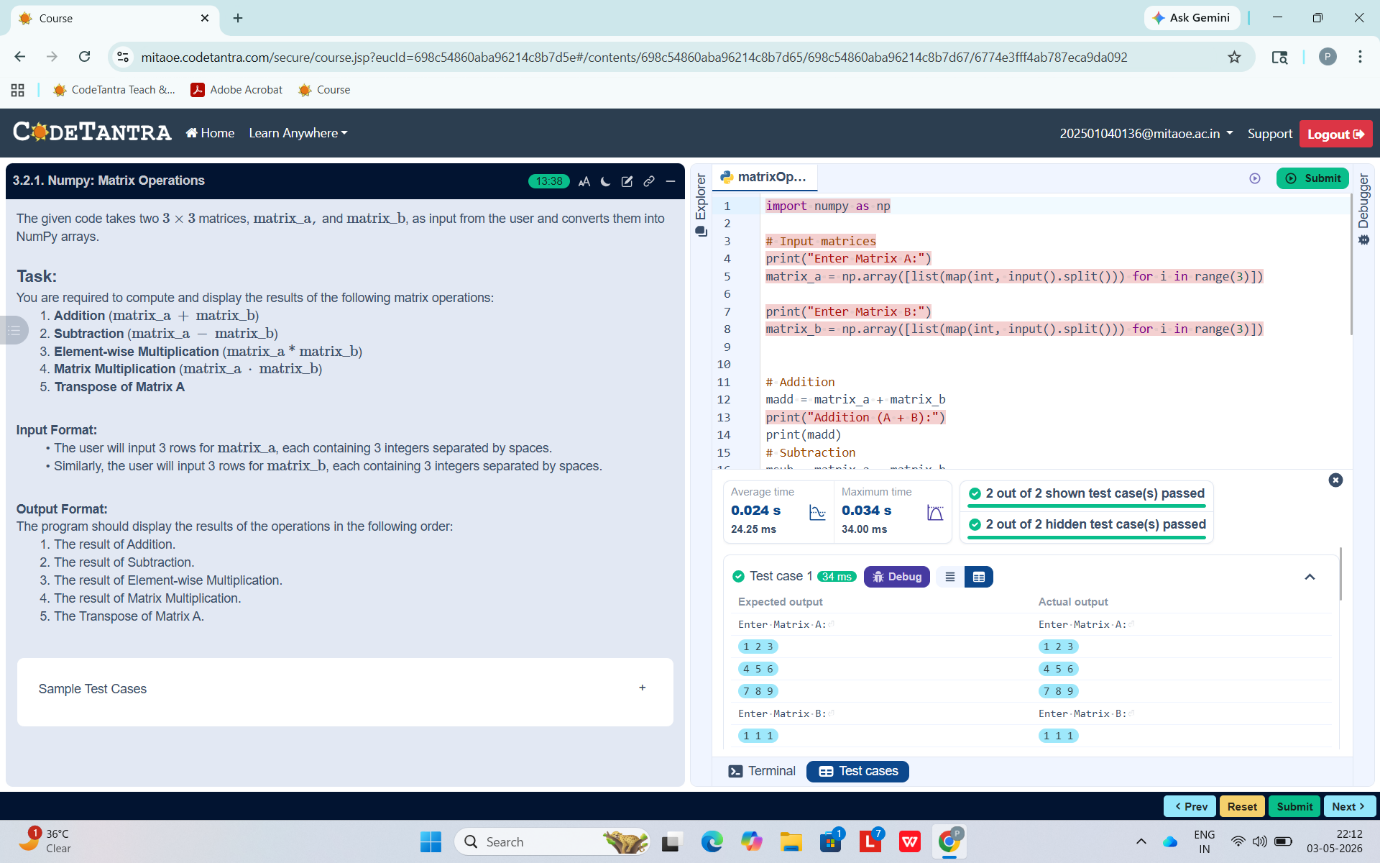 Course
Ask Gemini
mitaoe.codetantra.com/secure/course.jsp?eucId=698c54860aba96214c8b7d5e#/contents/698c54860aba96214c8b7d65/698c54860aba96214c8b7d67/6774e3fff4ab787eca9da092
P
CodeTantra Teach &...
Adobe Acrobat
Course
CODETANTRA
Home
Learn Anywhere
202501040136@mitaoe.ac.in
Support
Logout
3.2.1. Numpy: Matrix Operations
13:38
AA
The given code takes two 3 × 3 matrices, matrix_a, and matrix_b, as input from the user and converts them into
NumPy arrays.
Task:
You are required to compute and display the results of the following matrix operations:
1. Addition (matrix_a + matrix_b)
2. Subtraction (matrix_a − matrix_b)
3. Element-wise Multiplication (matrix_a * matrix_b)
4. Matrix Multiplication (matrix_a · matrix_b)
5. Transpose of Matrix A
Input Format:
• The user will input 3 rows for matrix_a, each containing 3 integers separated by spaces.
• Similarly, the user will input 3 rows for matrix_b, each containing 3 integers separated by spaces.
Output Format:
The program should display the results of the operations in the following order:
1. The result of Addition.
2. The result of Subtraction.
3. The result of Element-wise Multiplication.
4. The result of Matrix Multiplication.
5. The Transpose of Matrix A.
Sample Test Cases
+
Explorer
matrixOp...
Submit
Debugger
1 import numpy as np
2
3 # Input matrices
4 print("Enter Matrix A:")
5 matrix_a = np.array([list(map(int, input().split())) for i in range(3)])
6
7 print("Enter Matrix B:")
8 matrix_b = np.array([list(map(int, input().split())) for i in range(3)])
9
10
11 # Addition
12 madd = matrix_a + matrix_b
13 print("Addition (A + B):")
14 print(madd)
15 # Subtraction
16 msub = matrix_a - matrix_b
Average time
0.024 s
24.25 ms
Maximum time
0.034 s
34.00 ms
2 out of 2 shown test case(s) passed
2 out of 2 hidden test case(s) passed
Test case 1
34 ms
Debug
Expected output
Actual output
Enter Matrix A:
Enter Matrix A:
1 2 3
1 2 3
4 5 6
4 5 6
7 8 9
7 8 9
Enter Matrix B:
Enter Matrix B:
1 1 1
1 1 1
Terminal
Test cases
< Prev
Reset
Submit
Next >
1
36°C
Clear
Search
1
7
P
ENG
IN
22:12
03-05-2026